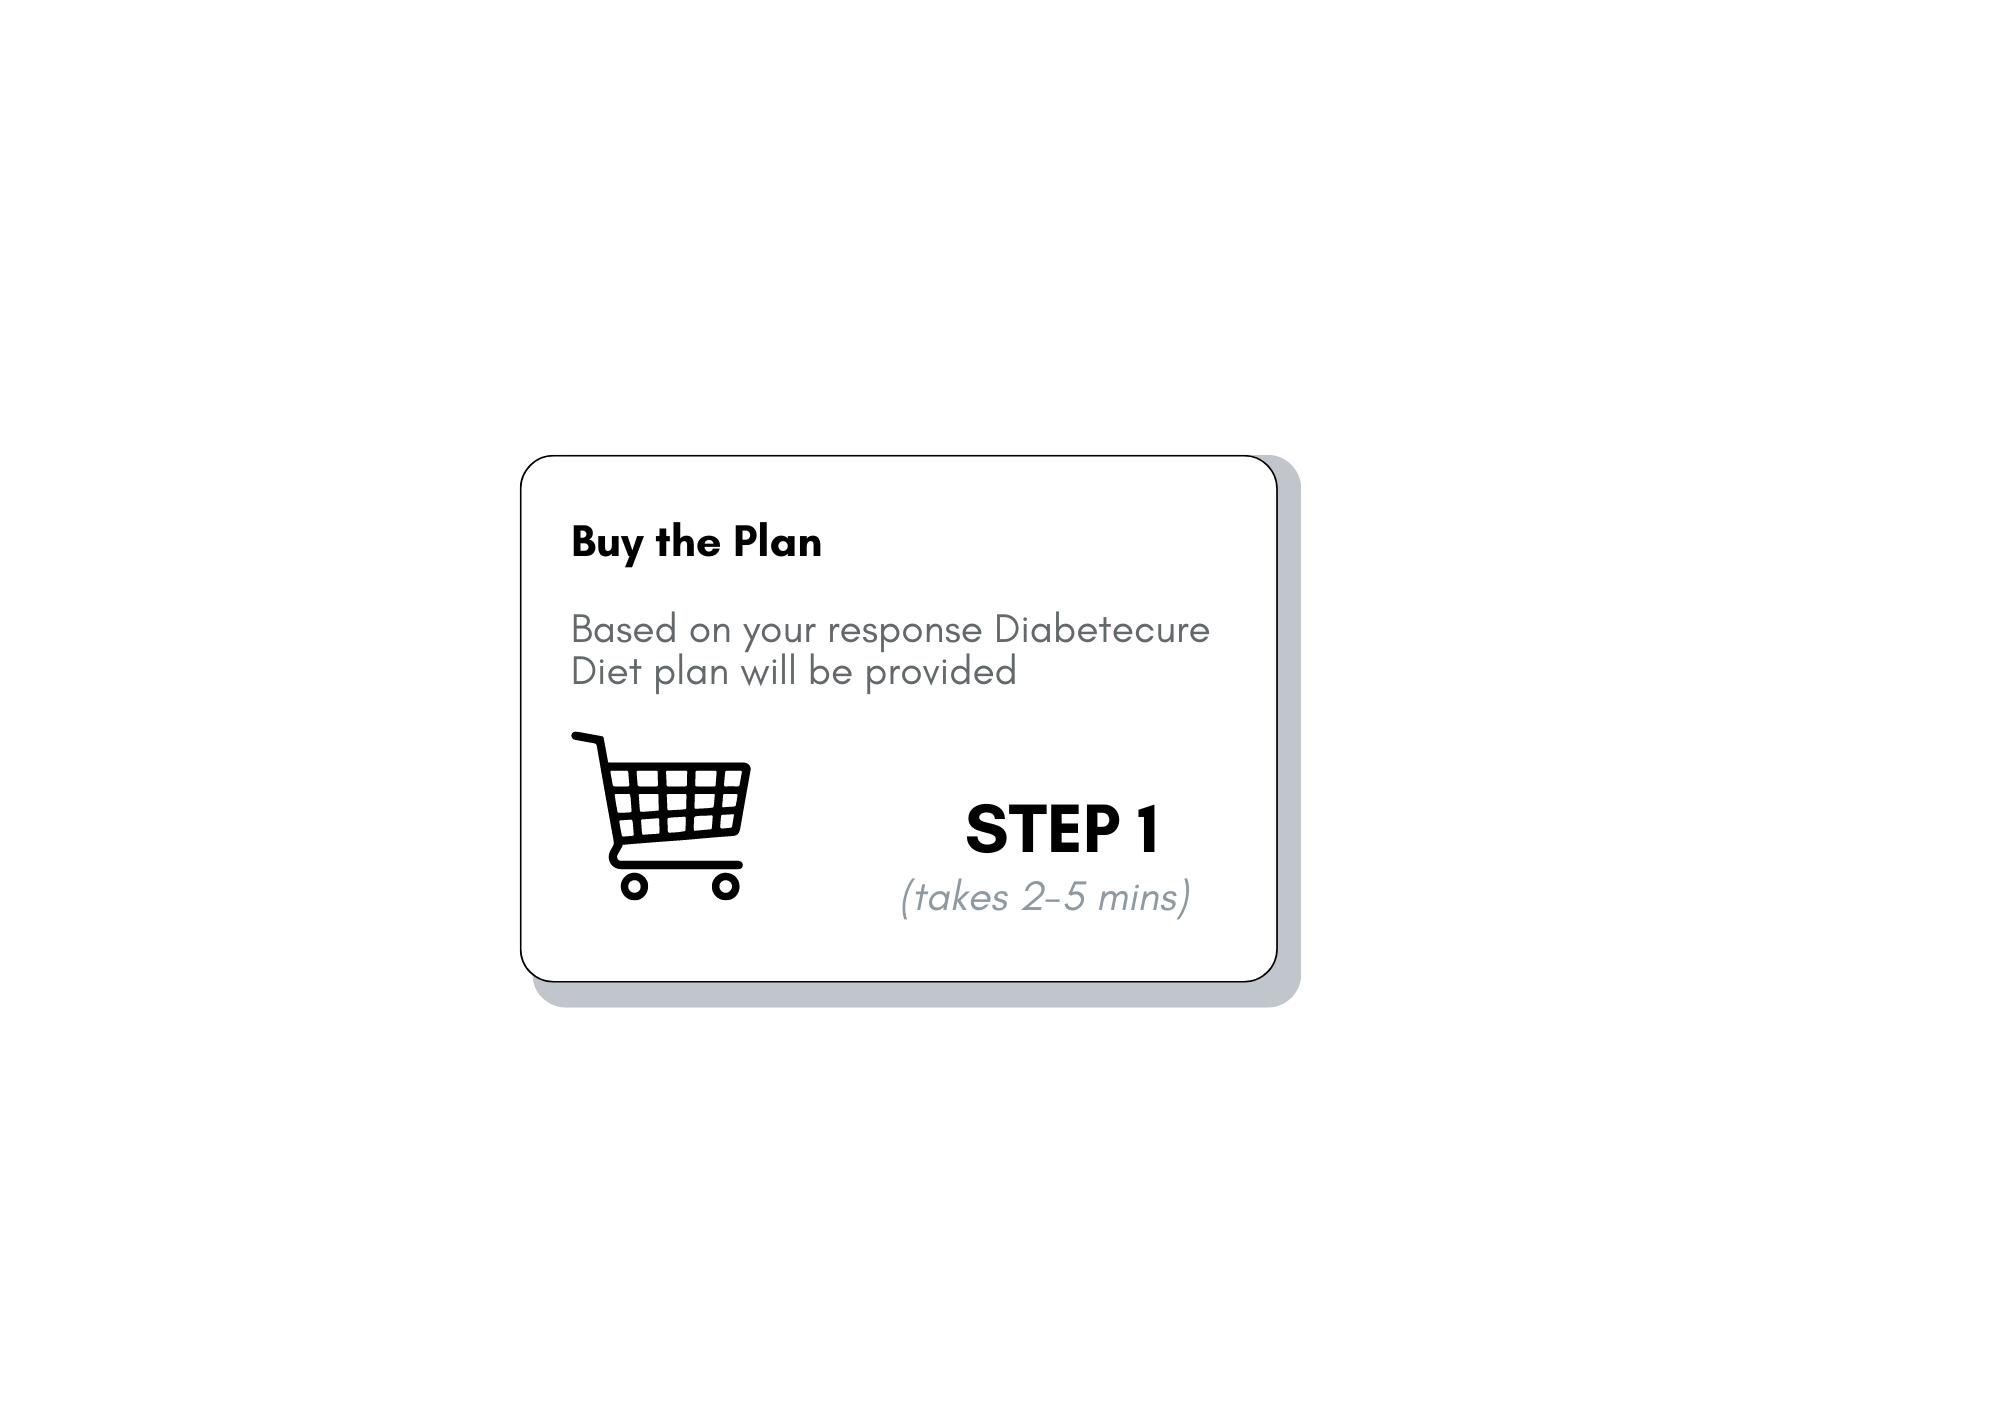 Buy the Plan
Based on your response Diabetecure
Diet plan will be provided
STEP 1
(takes 2-5 mins)